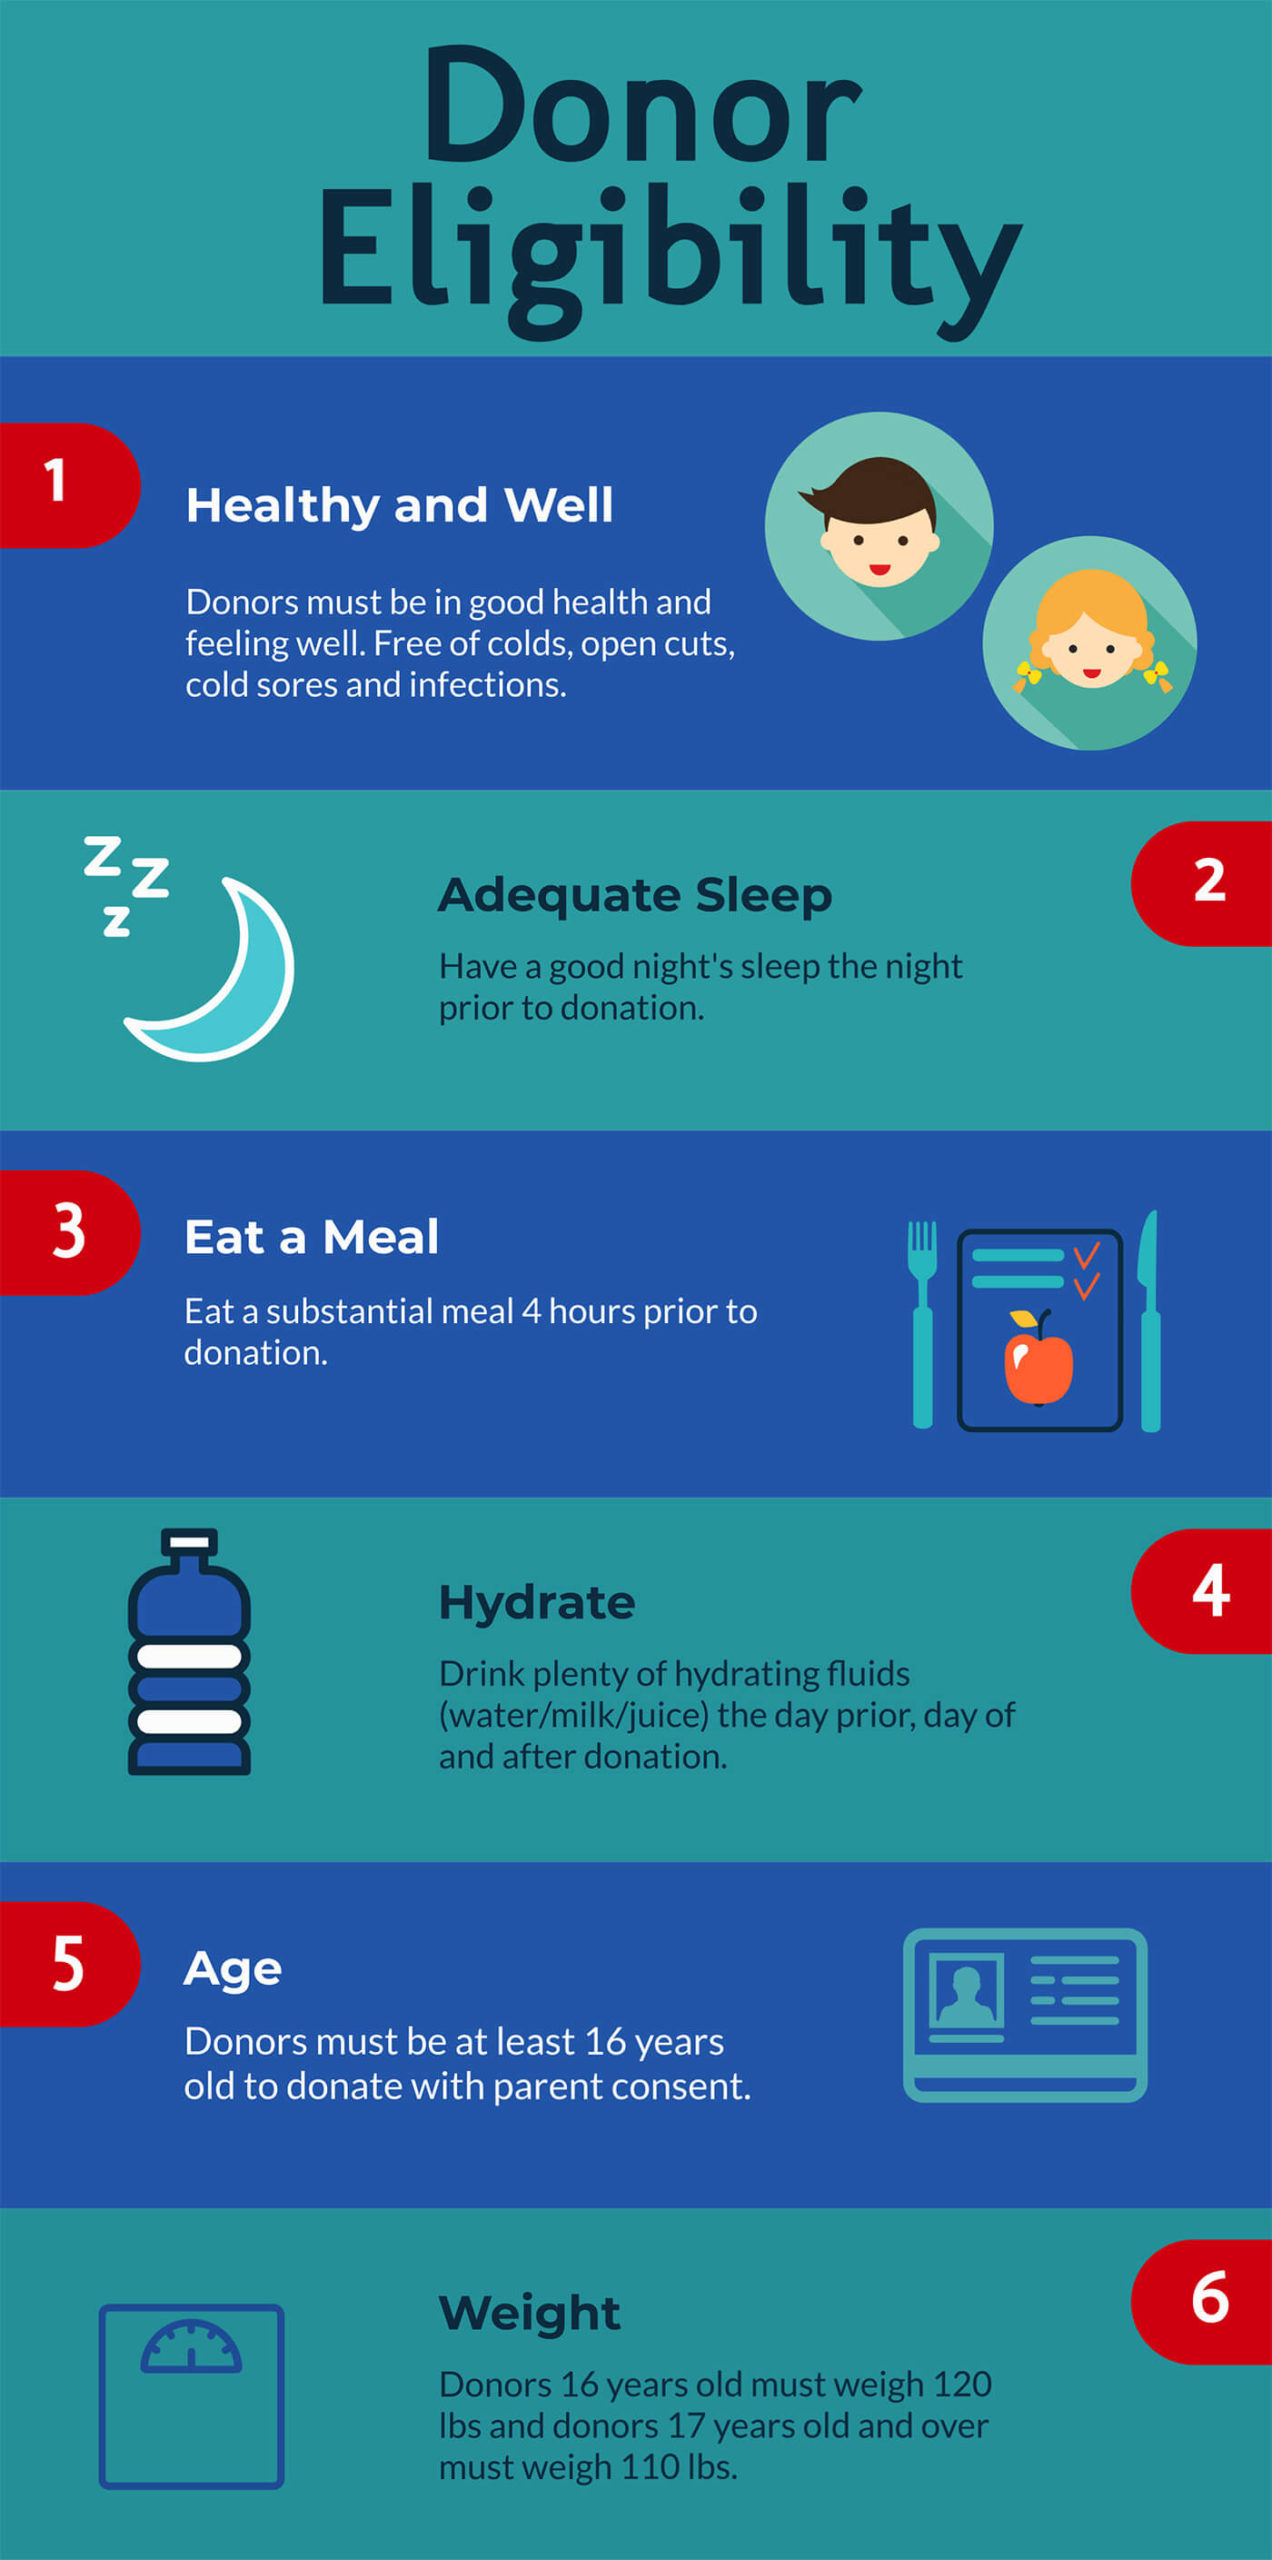 Donor
Eligibility
1
Healthy and Well
Donors must be in good health and
feeling well. Free of colds, open cuts,
cold sores and infections.
z z
z
2
Adequate Sleep
Have a good night's sleep the night
prior to donation.
3
Eat a Meal
Eat a substantial meal 4 hours prior to
donation.
4
Hydrate
Drink plenty of hydrating fluids
(water/milk/juice) the day prior, day of
and after donation.
5
Age
Donors must be at least 16 years
old to donate with parent consent.
6
Weight
Donors 16 years old must weigh 120
lbs and donors 17 years old and over
must weigh 110 lbs.